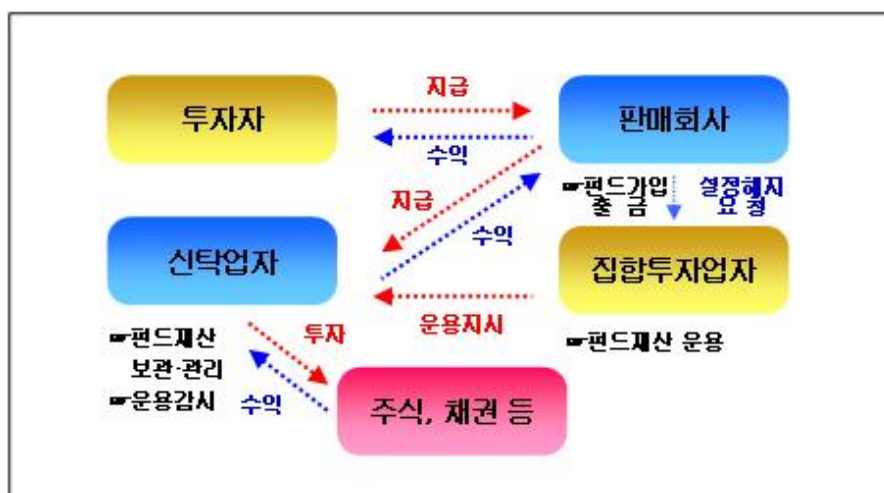 지급
투자자
판매회사
수익
☞펀드가입
출 금
설정해지
요 청
지급
수익
신탁업자
집합투자업자
운용지시
☞펀드재산
보관·관리
☞운용감시
투자
☞펀드재산 운용
수익
주식, 채권 등